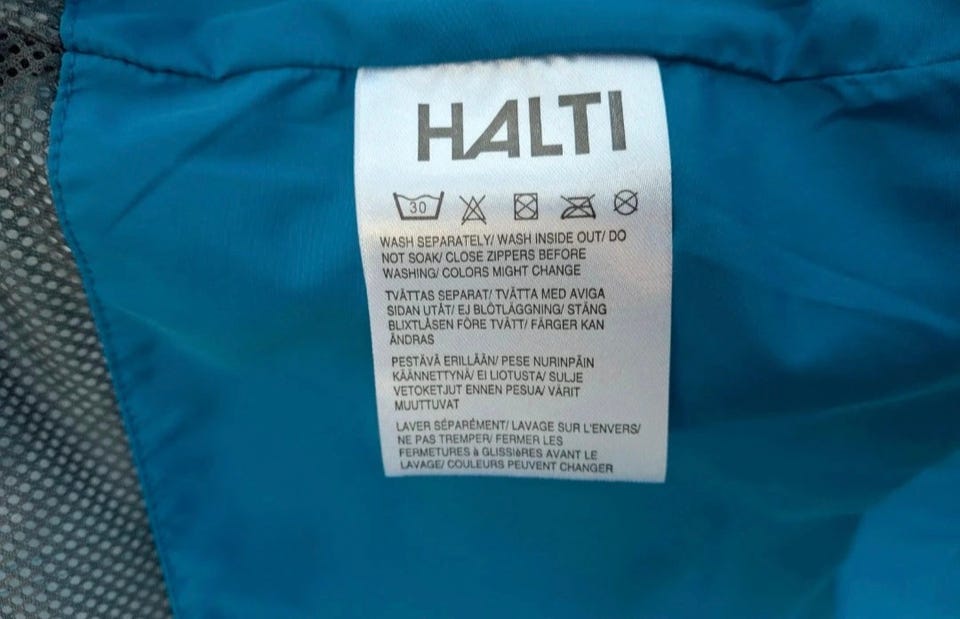 HALTI
30
WASH SEPARATELY/ WASH INSIDE OUT/ DO
NOT SOAK/ CLOSE ZIPPERS BEFORE
WASHING/ COLORS MIGHT CHANGE
TVÄTTAS SEPARAT/ TVÄTTA MED AVIGA
SIDAN UTÅT/ EJ BLÖTLÄGGNING/ STÄNG
BLIXTLÅSEN FÖRE TVÄTT/ FÄRGER KAN
ÄNDRAS
PESTÄVÄ ERILLÄÄN/ PESE NURINPÄIN
KÄÄNNETTYNÄ/ EI LIOTUSTA/ SULJE
VETOKETJUT ENNEN PESUA/ VÄRIT
MUUTTUVAT
LAVER SÉPARÉMENT/ LAVAGE SUR L'ENVERS/
NE PAS TREMPER/ FERMER LES
FERMETURES à GLISSIèRES AVANT LE
LAVAGE/ COULEURS PEUVENT CHANGER